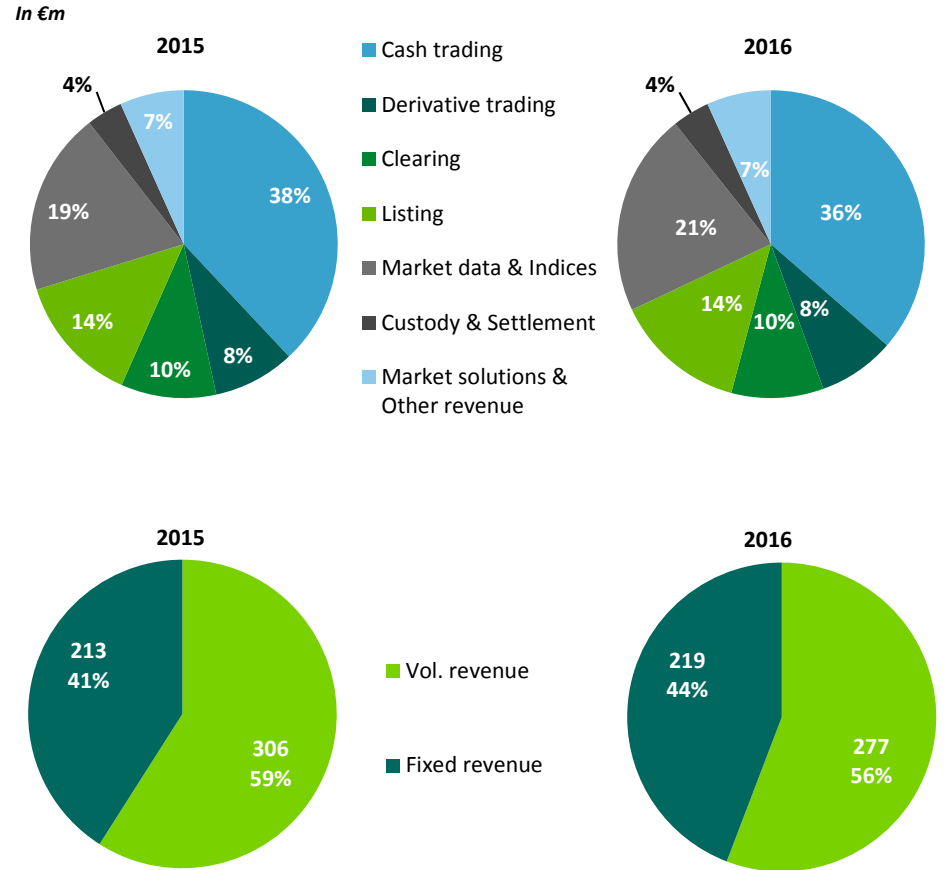 In €m
2015
2016
Cash trading
Derivative trading
Clearing
Listing
Market data & Indices
Custody & Settlement
Market solutions &
Other revenue
4%
7%
38%
19%
14%
10%
8%
4%
7%
36%
21%
14%
10%
8%
2015
2016
213
41%
306
59%
Vol. revenue
Fixed revenue
219
44%
277
56%